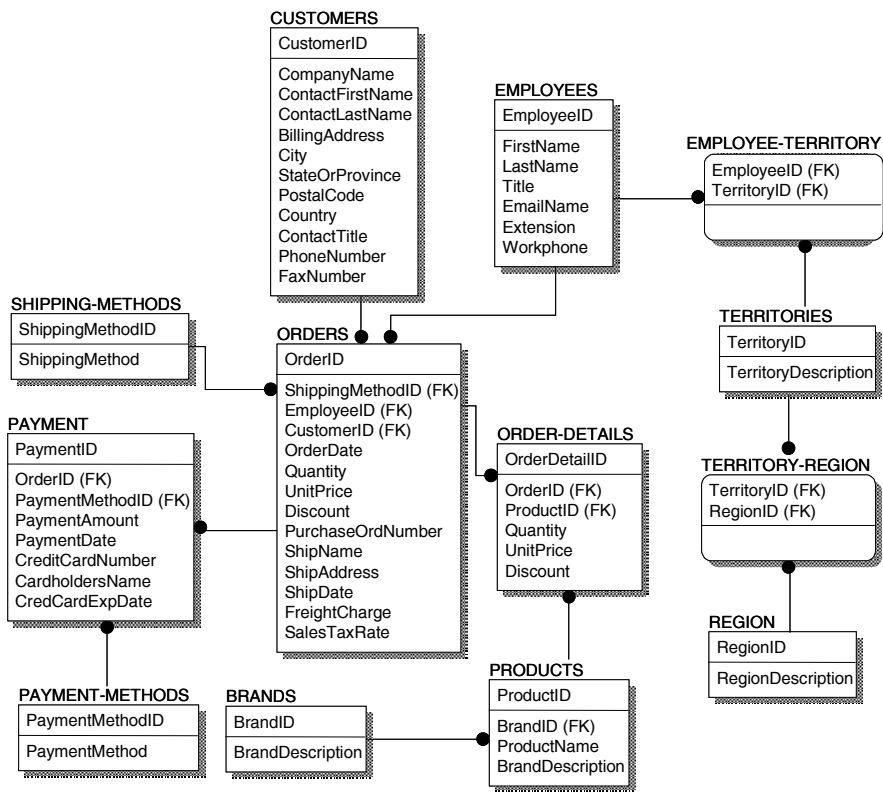 CUSTOMERS
CustomerID
CompanyName
ContactFirstName
ContactLastName
BillingAddress
City
StateOrProvince
PostalCode
Country
ContactTitle
PhoneNumber
FaxNumber
EMPLOYEES
EmployeeID
FirstName
LastName
Title
EmailName
Extension
Workphone
EMPLOYEE-TERRITORY
EmployeeID (FK)
TerritoryID (FK)
SHIPPING-METHODS
ShippingMethodID
ShippingMethod
ORDERS
OrderID
ShippingMethodID (FK)
EmployeeID (FK)
CustomerID (FK)
OrderDate
Quantity
UnitPrice
Discount
PurchaseOrdNumber
ShipName
ShipAddress
ShipDate
FreightCharge
SalesTaxRate
TERRITORIES
TerritoryID
TerritoryDescription
PAYMENT
PaymentID
OrderID (FK)
PaymentMethodID (FK)
PaymentAmount
PaymentDate
CreditCardNumber
CardholdersName
CredCardExpDate
ORDER-DETAILS
OrderDetailID
OrderID (FK)
ProductID (FK)
Quantity
UnitPrice
Discount
TERRITORY-REGION
TerritoryID (FK)
RegionID (FK)
REGION
RegionID
RegionDescription
PAYMENT-METHODS
PaymentMethodID
PaymentMethod
BRANDS
BrandID
BrandDescription
PRODUCTS
ProductID
BrandID (FK)
ProductName
BrandDescription